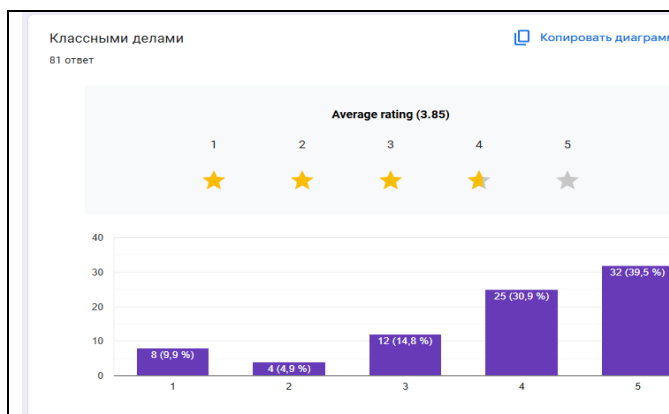 Классными делами
Копировать диаграмм
81 ответ
Average rating (3.85)
1 2 3 4 5
40
30
20
10
0
8 (9,9 %)
4 (4,9 %)
12 (14,8 %)
25 (30,9 %)
32 (39,5 %)
1 2 3 4 5